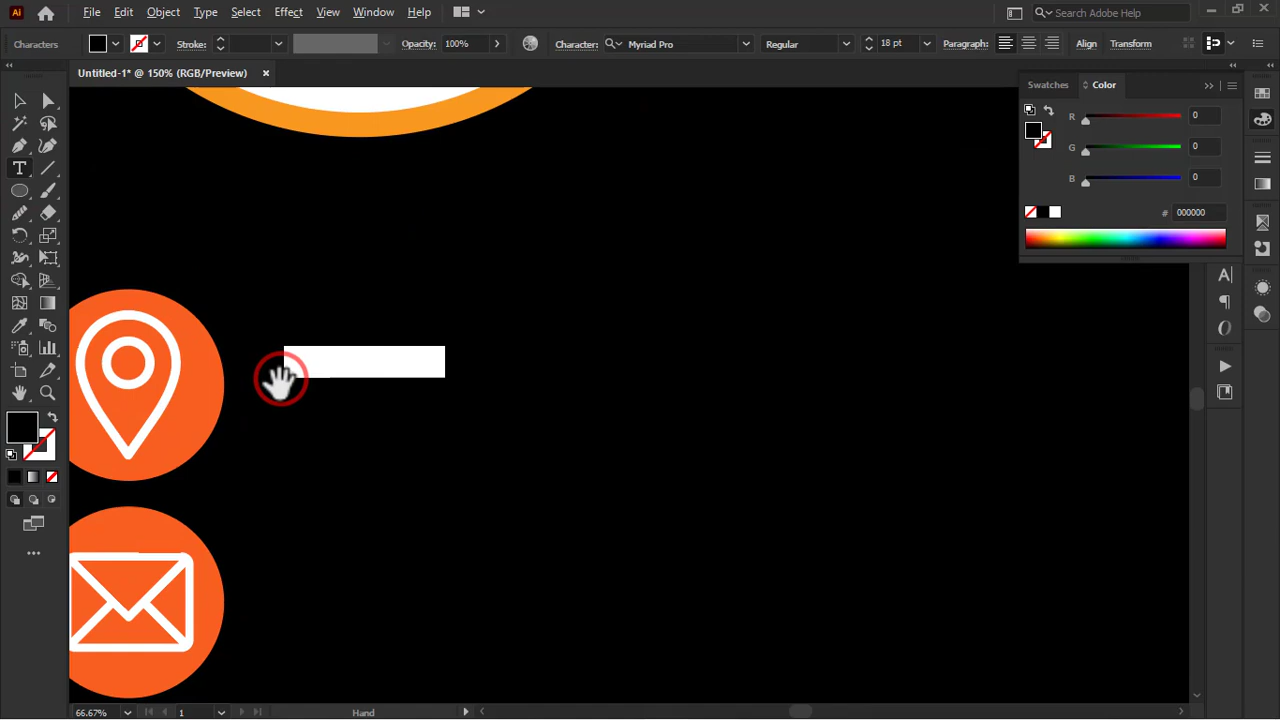 Ai File Edit Object Type Select Effect View Window Help Search Adobe Help
Characters Stroke: Opacity: 100% Character: Myriad Pro Regular 18 pt Paragraph: Align Transform
Untitled-1* @ 150% (RGB/Preview) ×
Swatches Color
R 0
G 0
B 0
# 000000
66.67% 1 Hand